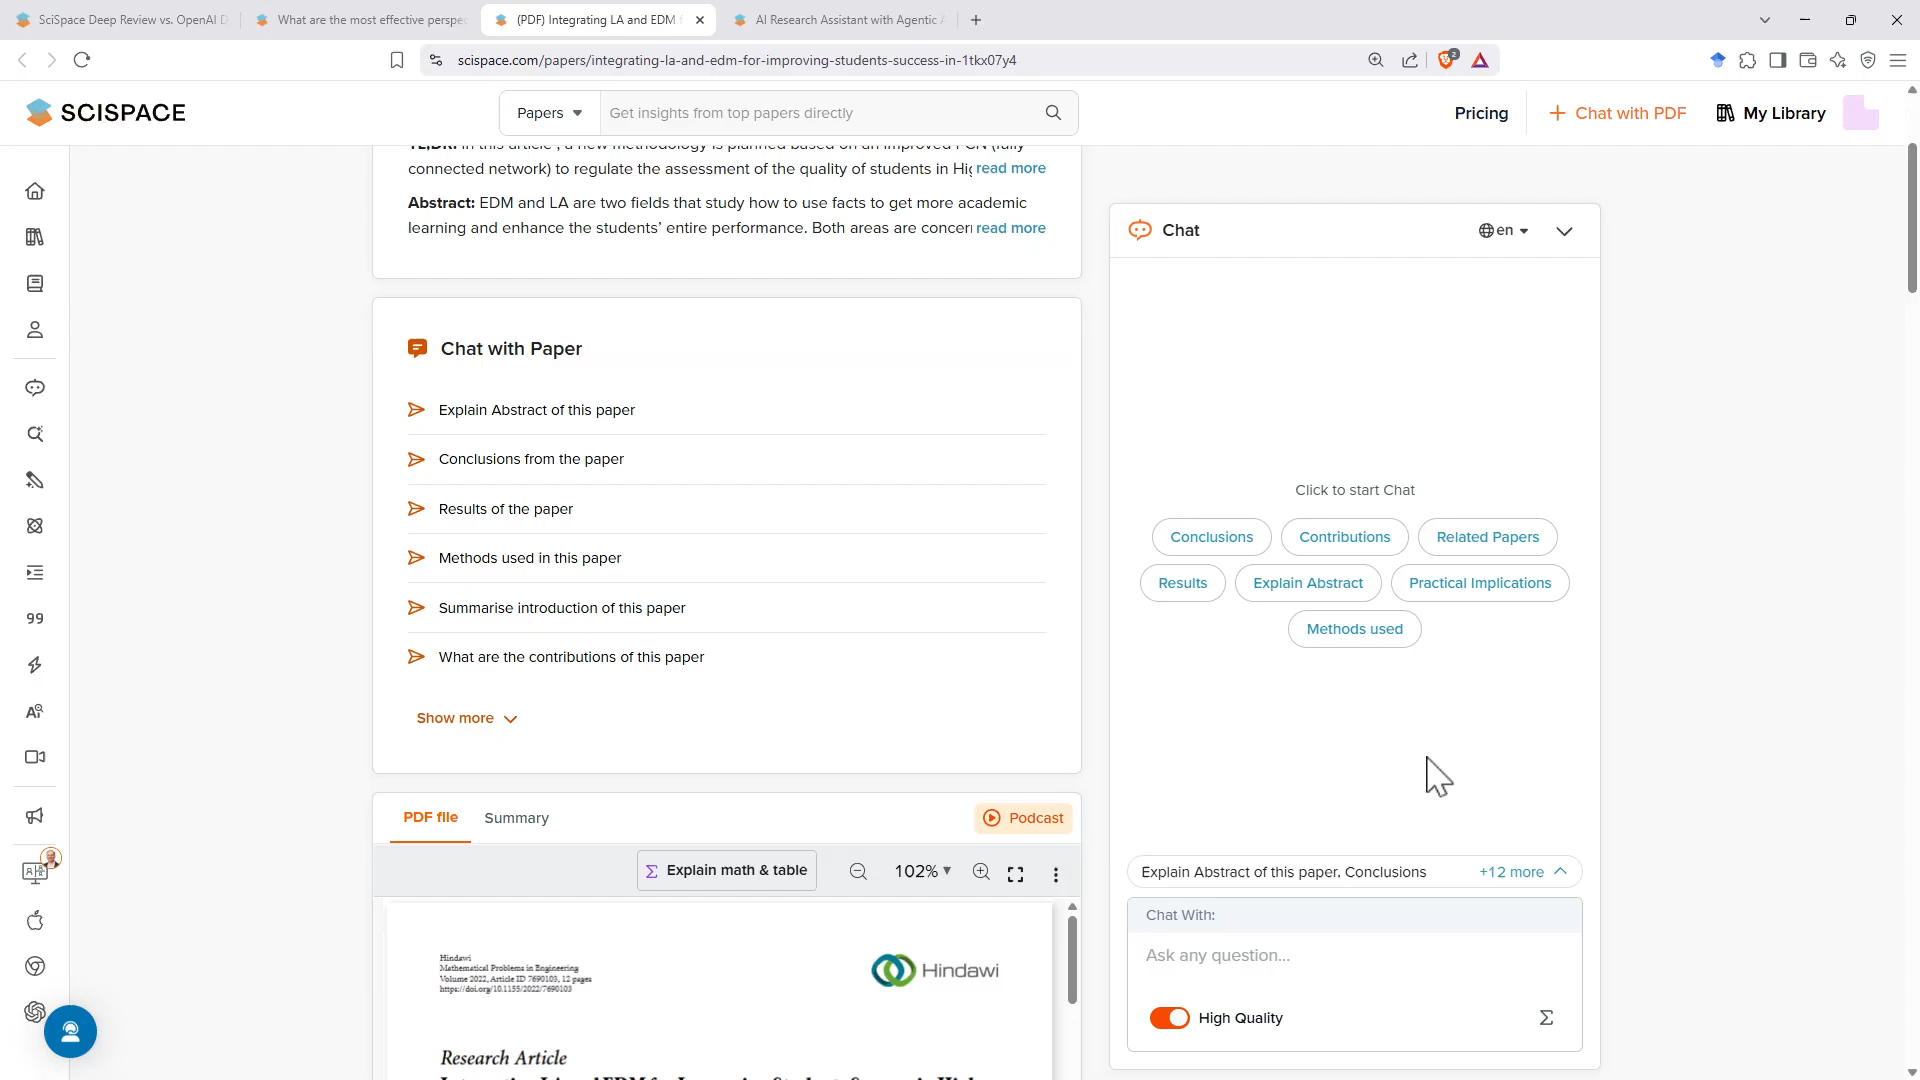 SciSpace Deep Review vs. OpenAI D
What are the most effective perspec
(PDF) Integrating LA and EDM f
AI Research Assistant with Agentic A
scispace.com/papers/integrating-la-and-edm-for-improving-students-success-in-1tkx07y4
2
SCISPACE
Papers
Get insights from top papers directly
Pricing
Chat with PDF
My Library
TL;DR: In this article , a new methodology is planned based on an improved FCN (fully
connected network) to regulate the assessment of the quality of students in Hig read more
Abstract: EDM and LA are two fields that study how to use facts to get more academic
learning and enhance the students’ entire performance. Both areas are concern read more
Chat with Paper
Explain Abstract of this paper
Conclusions from the paper
Results of the paper
Methods used in this paper
Summarise introduction of this paper
What are the contributions of this paper
Show more
PDF file
Summary
Podcast
Explain math & table
102%
Hindawi
Mathematical Problems in Engineering
Volume 2022, Article ID 7690103, 12 pages
https://doi.org/10.1155/2022/7690103
Hindawi
Research Article
Chat
en
Click to start Chat
Conclusions
Contributions
Related Papers
Results
Explain Abstract
Practical Implications
Methods used
Explain Abstract of this paper, Conclusions
+12 more
Chat With:
Ask any question...
High Quality